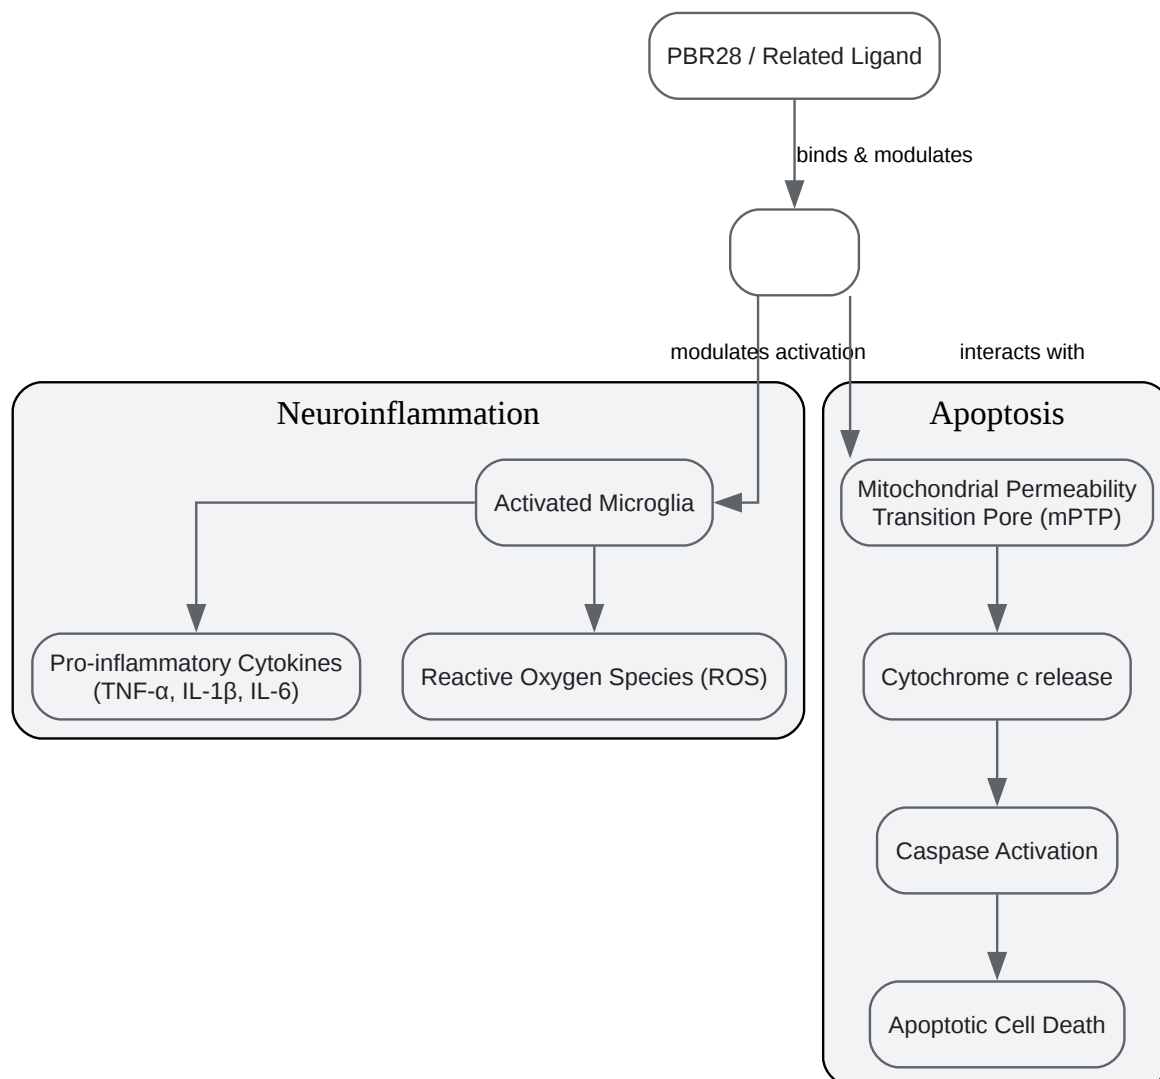 PBR28 / Related Ligand
binds & modulates
modulates activation
interacts with
Neuroinflammation
Apoptosis
Activated Microglia
Mitochondrial Permeability
Transition Pore (mPTP)
Pro-inflammatory Cytokines
(TNF-α, IL-1β, IL-6)
Reactive Oxygen Species (ROS)
Cytochrome c release
Caspase Activation
Apoptotic Cell Death